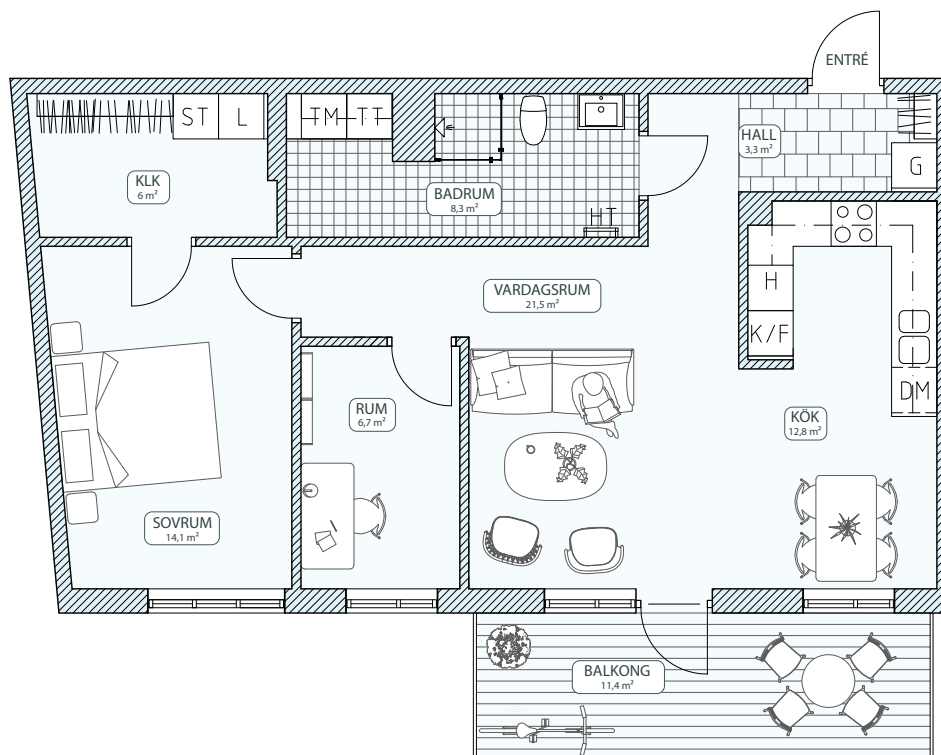 ENTRÉ
ST
L
TM
TT
HALL
3,3 m²
G
KLK
6 m²
BADRUM
8,3 m²
HT
VARDAGSRUM
21,5 m²
H
K/F
DM
RUM
6,7 m²
KÖK
12,8 m²
SOVRUM
14,1 m²
BALKONG
11,4 m²